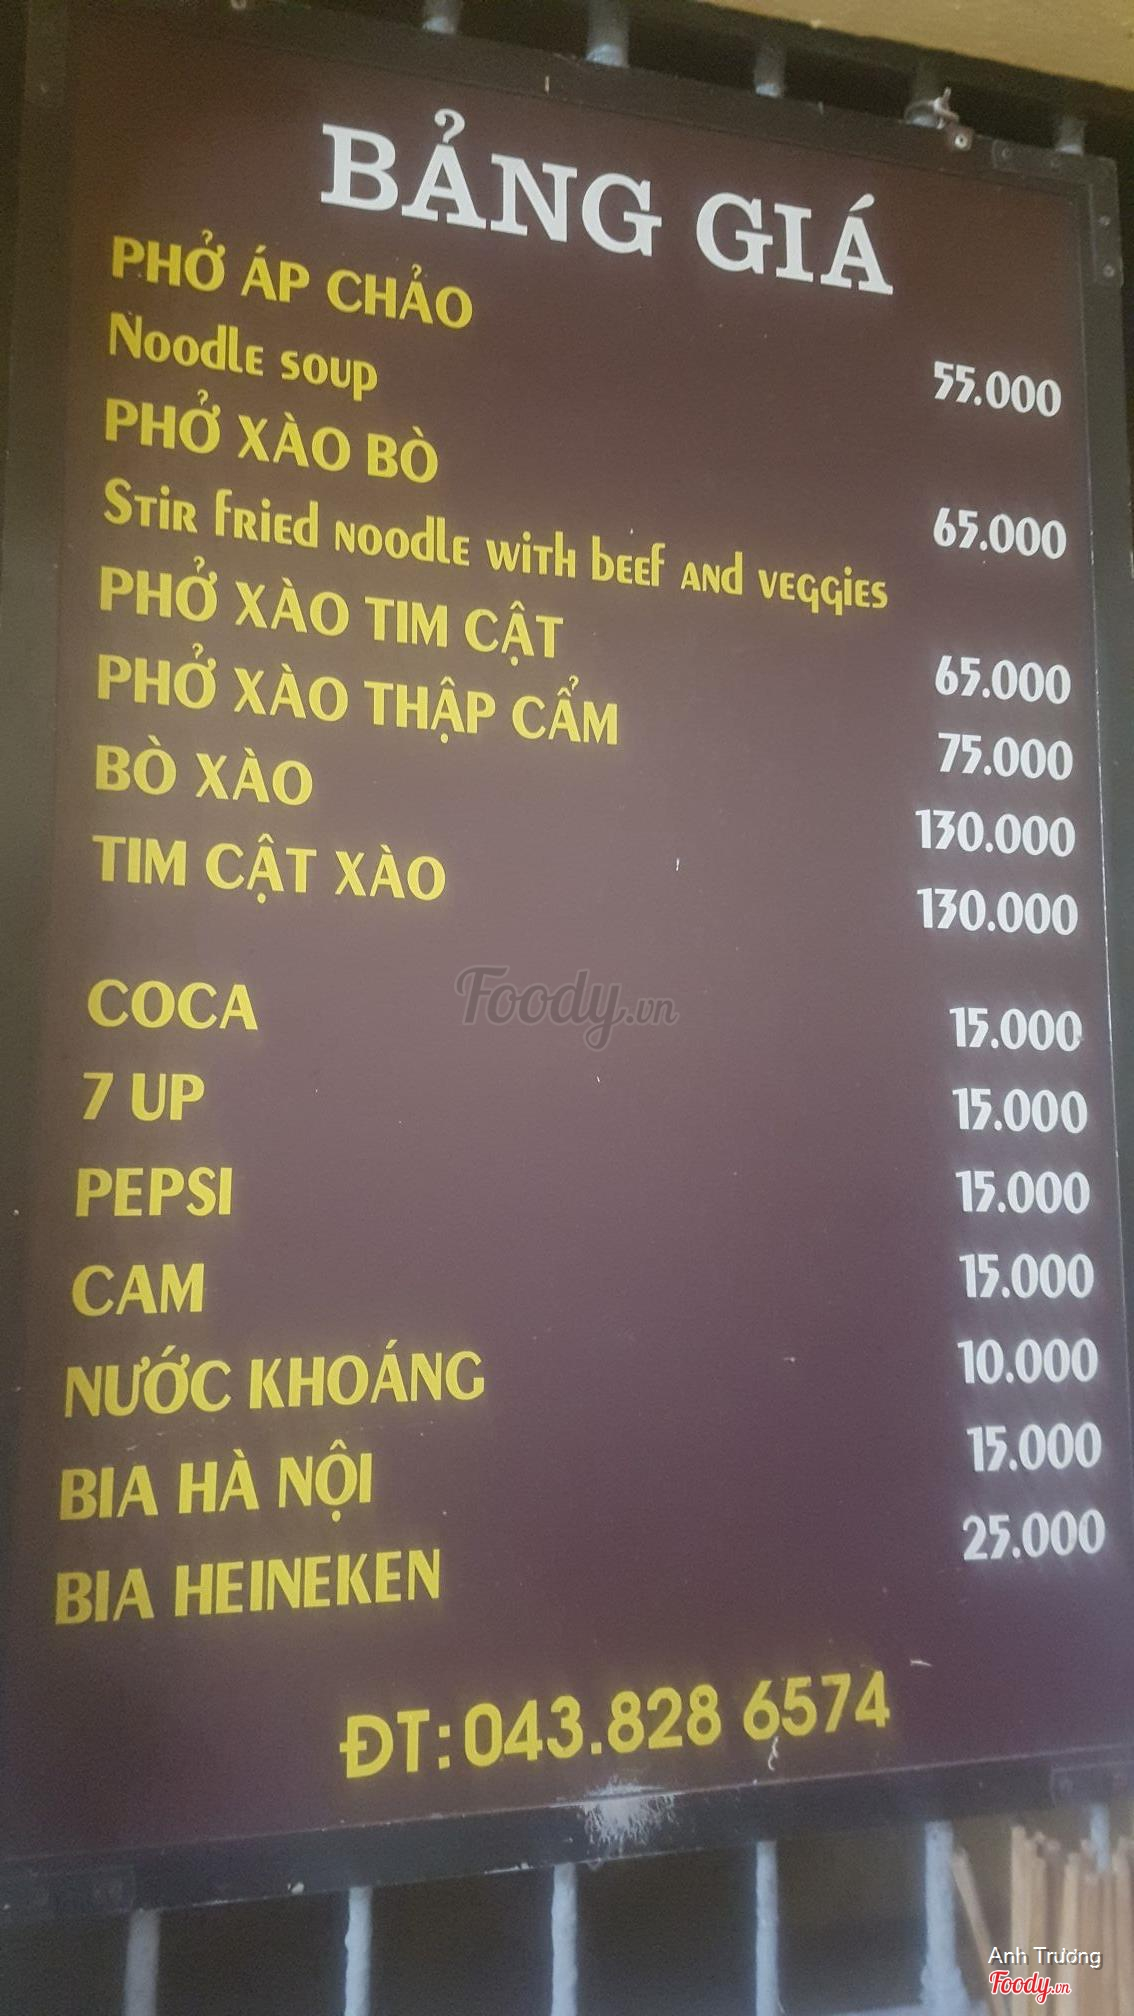 BẢNG GIÁ
PHỞ ÁP CHẢO
Noodle soup 55.000
PHỞ XÀO BÒ
Stir fried noodle with beef and veggies 65.000
PHỞ XÀO TIM CẬT 65.000
PHỞ XÀO THẬP CẨM 75.000
BÒ XÀO 130.000
TIM CẬT XÀO 130.000
COCA 15.000
7 UP 15.000
PEPSI 15.000
CAM 15.000
NƯỚC KHOÁNG 10.000
BIA HÀ NỘI 15.000
BIA HEINEKEN 25.000
ĐT: 043.828 6574
Foody.vn
Anh Trương
Foody.vn